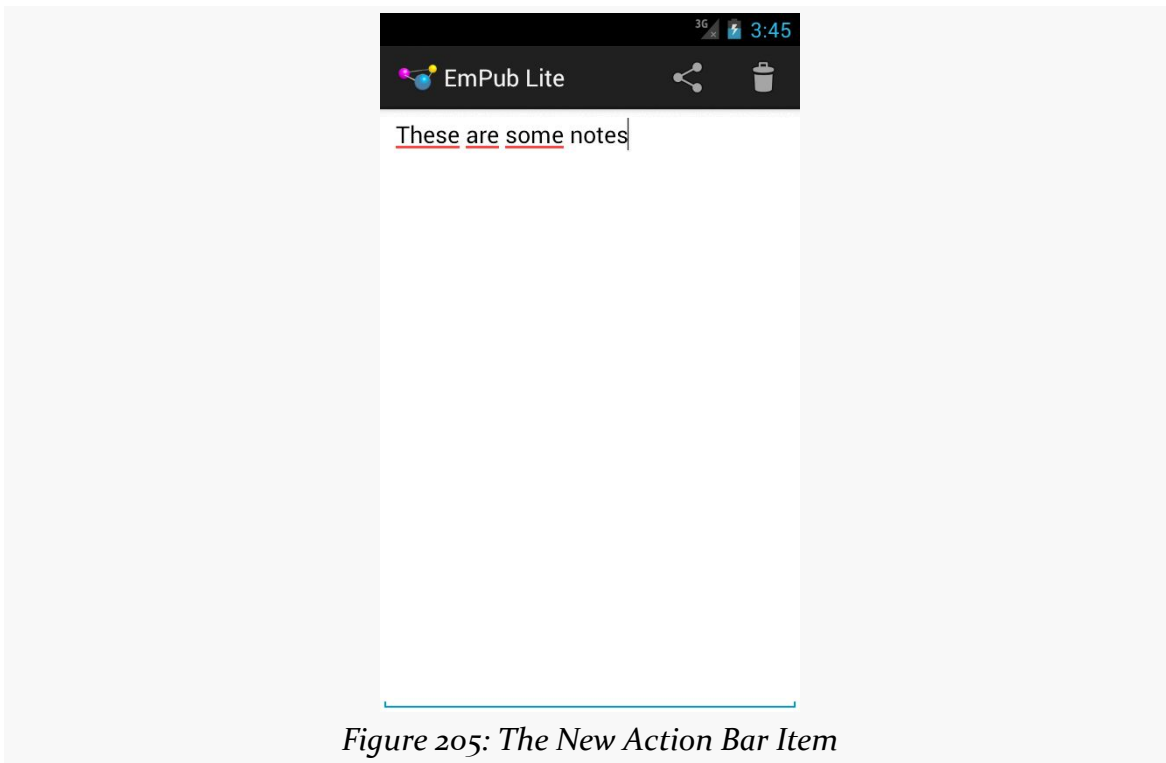 3G 3:45
EmPub Lite
These are some notes
Figure 205: The New Action Bar Item